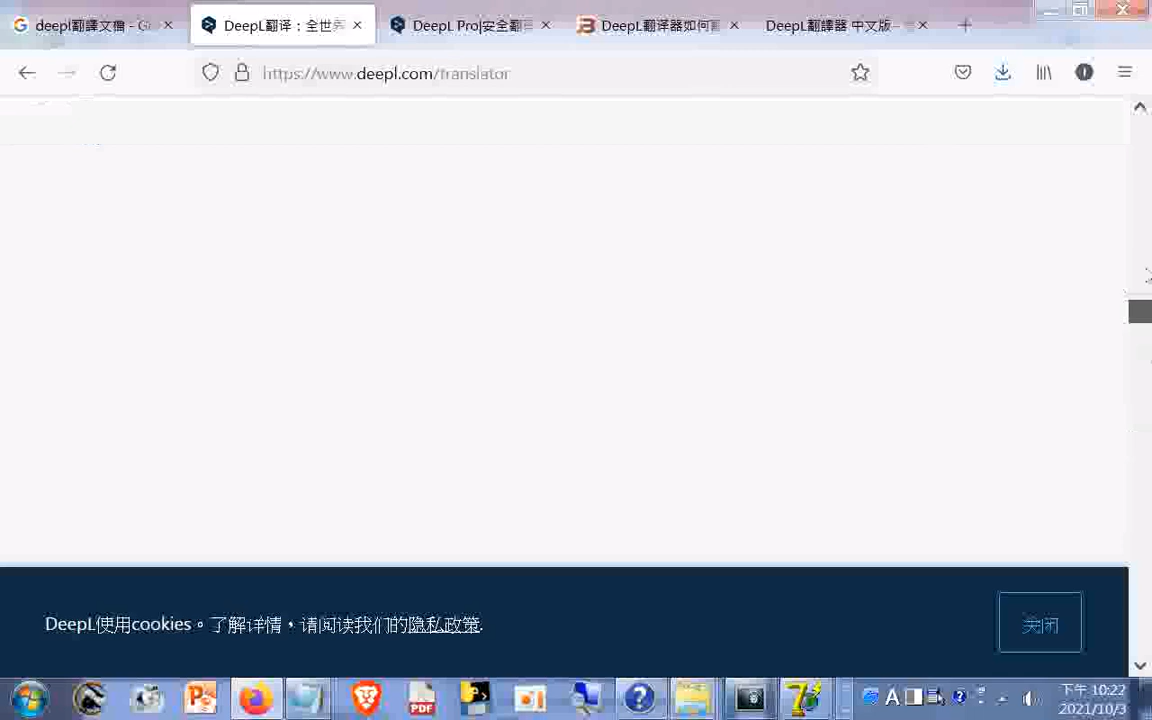 deepl翻譯文檔 - G
DeepL翻译：全世界
DeepL Pro|安全翻
DeepL翻译器如何
DeepL翻譯器 中文版 –
https://www.deepl.com/translator
DeepL使用cookies。了解详情，请阅读我们的隐私政策.
关闭
PDF
A
下午 10:22
2021/10/3